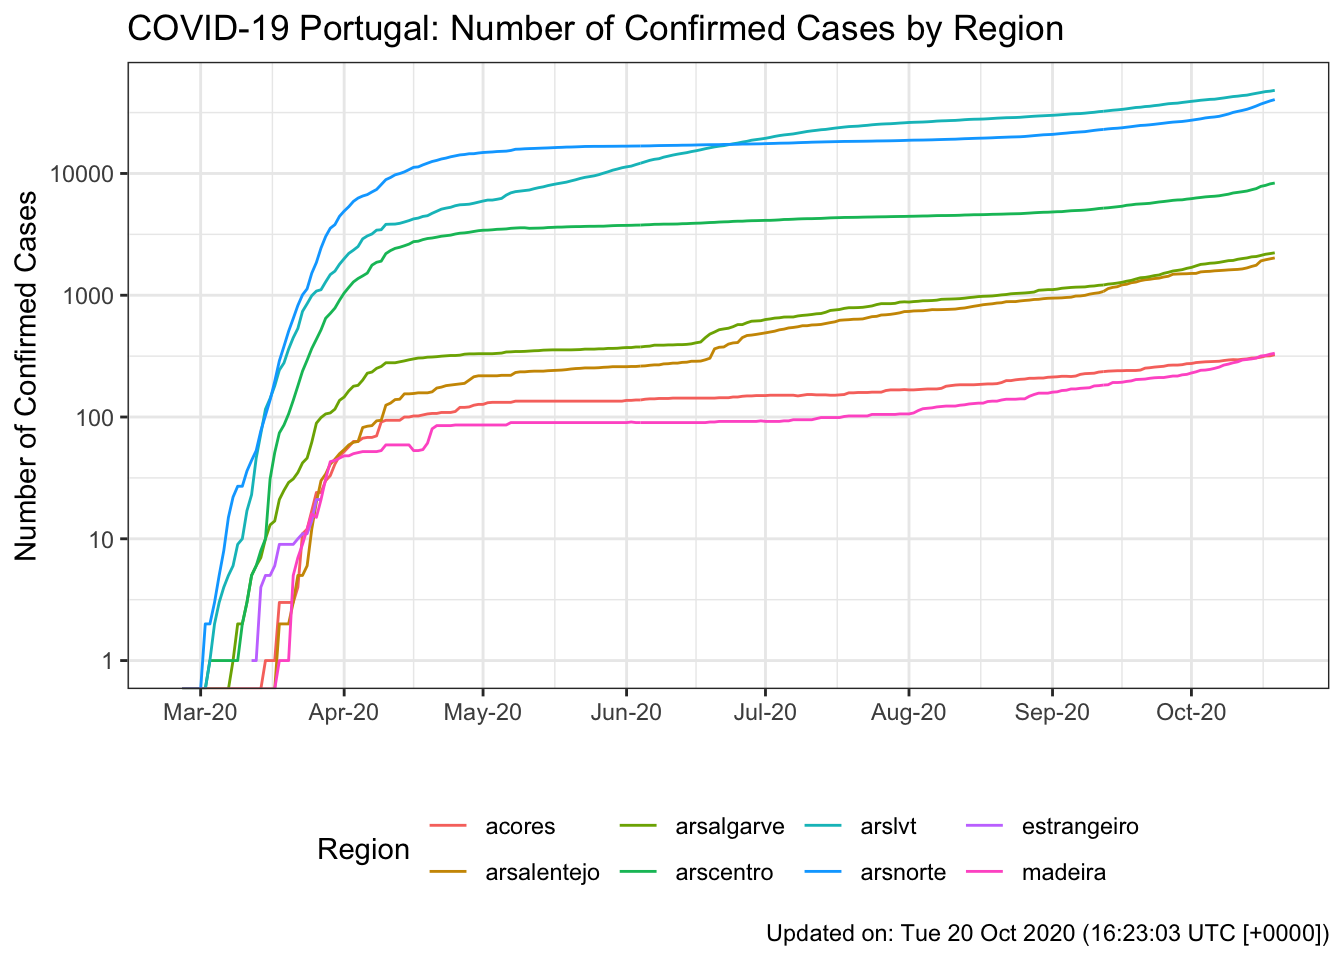 COVID-19 Portugal: Number of Confirmed Cases by Region
Number of Confirmed Cases
10000
1000
100
10
1
Mar-20 Apr-20 May-20 Jun-20 Jul-20 Aug-20 Sep-20 Oct-20
Region
acores arsalgarve arslvt estrangeiro
arsalentejo arscentro arsnorte madeira
Updated on: Tue 20 Oct 2020 (16:23:03 UTC [+0000])